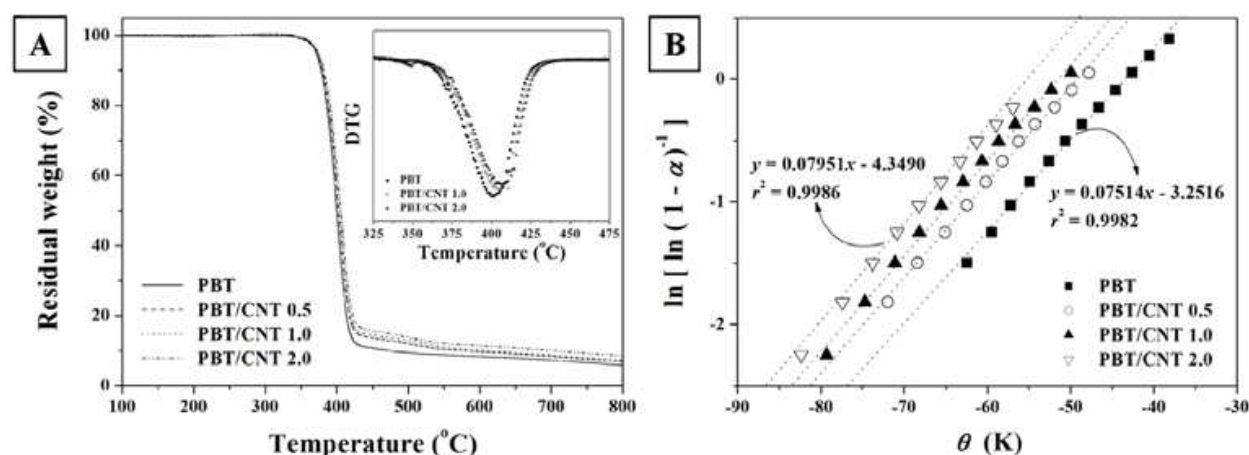 A
100
80
60
40
20
0
Residual weight (%)
100 200 300 400 500 600 700 800
Temperature (°C)
PBT
PBT/CNT 0.5
PBT/CNT 1.0
PBT/CNT 2.0
DTG
PBT
PBT/CNT 1.0
PBT/CNT 2.0
325 350 375 400 425 450 475
Temperature (°C)
B
0
-1
-2
ln [ ln ( 1 - α)⁻¹
y = 0.07951x - 4.3490
r² = 0.9986
y = 0.07514x - 3.2516
r² = 0.9982
PBT
PBT/CNT 0.5
PBT/CNT 1.0
PBT/CNT 2.0
-90 -80 -70 -60 -50 -40 -30
θ (K)